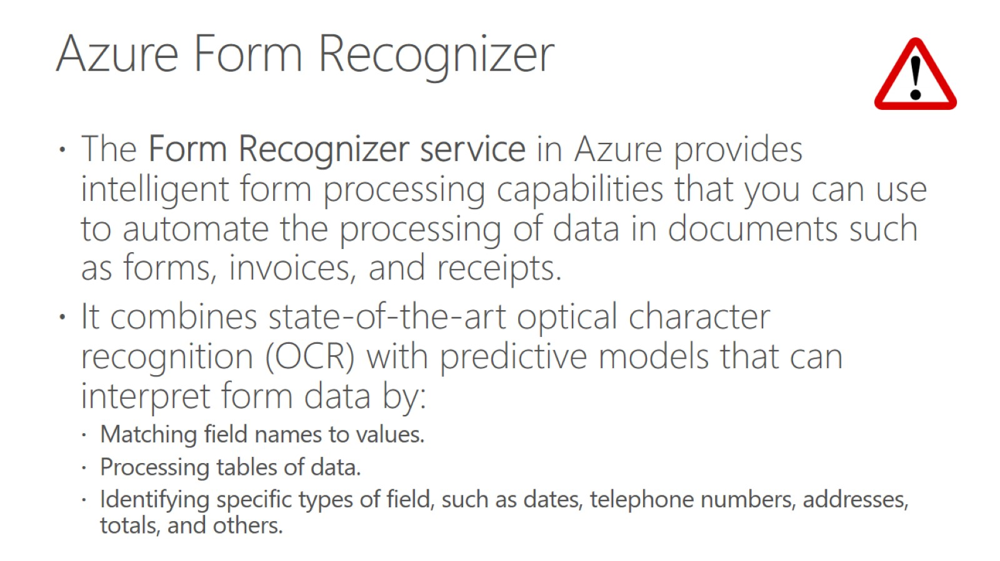 Azure Form Recognizer
• The Form Recognizer service in Azure provides
intelligent form processing capabilities that you can use
to automate the processing of data in documents such
as forms, invoices, and receipts.
• It combines state-of-the-art optical character
recognition (OCR) with predictive models that can
interpret form data by:
• Matching field names to values.
• Processing tables of data.
• Identifying specific types of field, such as dates, telephone numbers, addresses,
totals, and others.